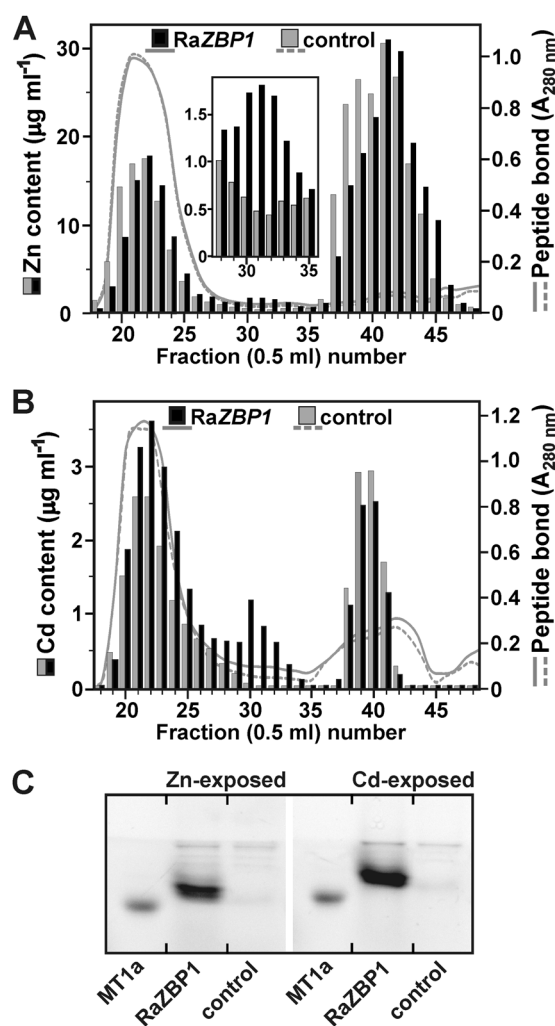 A
RaZBP1 control
Zn content (µg ml⁻¹)
30
20
10
0
1.5
1.0
0.5
0
30 35
1.0
0.8
0.6
0.4
0.2
0
Peptide bond (A280 nm)
20 25 30 35 40 45
Fraction (0.5 ml) number
B
RaZBP1 control
Cd content (µg ml⁻¹)
3
2
1
0
1.2
1.0
0.8
0.6
0.4
0.2
0
Peptide bond (A280 nm)
20 25 30 35 40 45
Fraction (0.5 ml) number
C
Zn-exposed Cd-exposed
MT1a RaZBP1 control MT1a RaZBP1 control